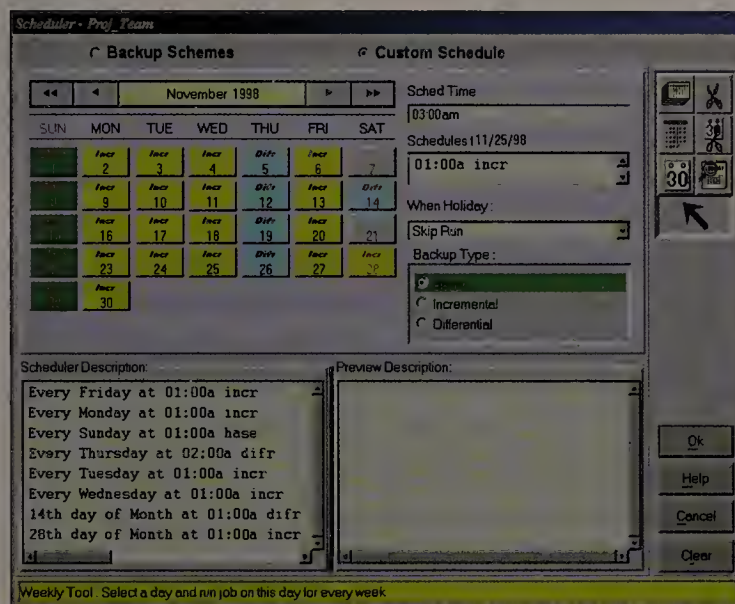 Scheduler - Proj_Team
Backup Schemes
Custom Schedule
November 1998
SUN MON TUE WED THU FRI SAT
Incr Incr Incr Difr Incr
2 3 4 5 6 7
Incr Incr Incr Difr Incr Difr
9 10 11 12 13 14
Incr Incr Incr Difr Incr
16 17 18 19 20 21
Incr Incr Incr Difr Incr Incr
23 24 25 26 27 28
Incr
30
Sched Time
03:00am
Schedules 11/25/98
01:00a incr
When Holiday:
Skip Run
Backup Type:
Incremental
Differential
30
Scheduler Description:
Every Friday at 01:00a incr
Every Monday at 01:00a incr
Every Sunday at 01:00a hase
Every Thursday at 02:00a difr
Every Tuesday at 01:00a incr
Every Wednesday at 01:00a incr
14th day of Month at 01:00a difr
28th day of Month at 01:00a incr
Preview Description:
Ok
Help
Cancel
Clear
Weekly Tool. Select a day and run job on this day for every week